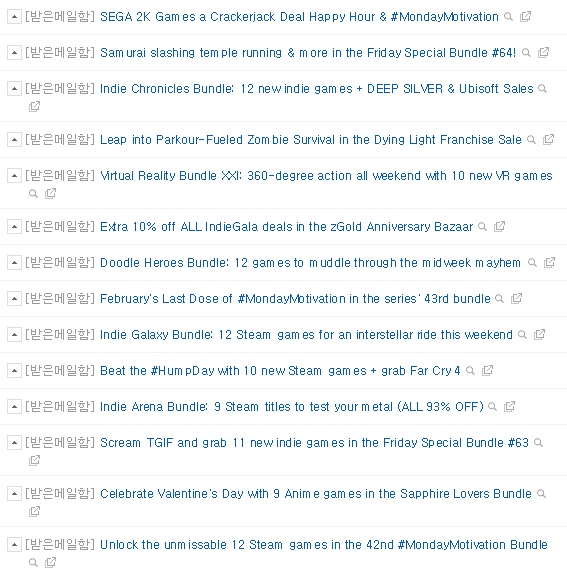 [받은메일함] SEGA 2K Games a Crackerjack Deal Happy Hour & #MondayMotivation
[받은메일함] Samurai slashing temple running & more in the Friday Special Bundle #64!
[받은메일함] Indie Chronicles Bundle: 12 new indie games + DEEP SILVER & Ubisoft Sales
[받은메일함] Leap into Parkour-Fueled Zombie Survival in the Dying Light Franchise Sale
[받은메일함] Virtual Reality Bundle XXI: 360-degree action all weekend with 10 new VR games
[받은메일함] Extra 10% off ALL IndieGala deals in the zGold Anniversary Bazaar
[받은메일함] Doodle Heroes Bundle: 12 games to muddle through the midweek mayhem
[받은메일함] February's Last Dose of #MondayMotivation in the series' 43rd bundle
[받은메일함] Indie Galaxy Bundle: 12 Steam games for an interstellar ride this weekend
[받은메일함] Beat the #HumpDay with 10 new Steam games + grab Far Cry 4
[받은메일함] Indie Arena Bundle: 9 Steam titles to test your metal (ALL 93% OFF)
[받은메일함] Scream TGIF and grab 11 new indie games in the Friday Special Bundle #63
[받은메일함] Celebrate Valentine's Day with 9 Anime games in the Sapphire Lovers Bundle
[받은메일함] Unlock the unmissable 12 Steam games in the 42nd #MondayMotivation Bundle